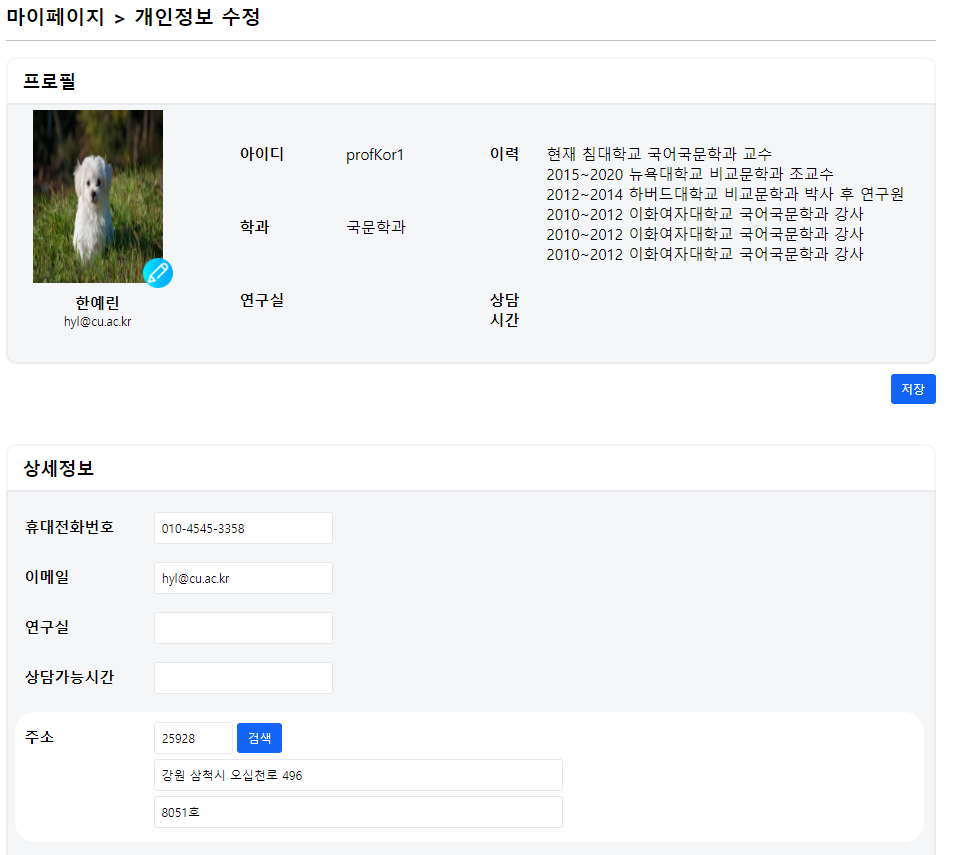 마이페이지 > 개인정보 수정
프로필
아이디 profKor1
학과 국문학과
연구실
이력 현재 침대학교 국어국문학과 교수
2015~2020 뉴욕대학교 비교문학과 조교수
2012~2014 하버드대학교 비교문학과 박사 후 연구원
2010~2012 이화여자대학교 국어국문학과 강사
2010~2012 이화여자대학교 국어국문학과 강사
2010~2012 이화여자대학교 국어국문학과 강사
상담
시간
한예린
hyl@cu.ac.kr
저장
상세정보
휴대전화번호 010-4545-3358
이메일 hyl@cu.ac.kr
연구실
상담가능시간
주소 25928 검색
강원 삼척시 오십천로 496
8051호